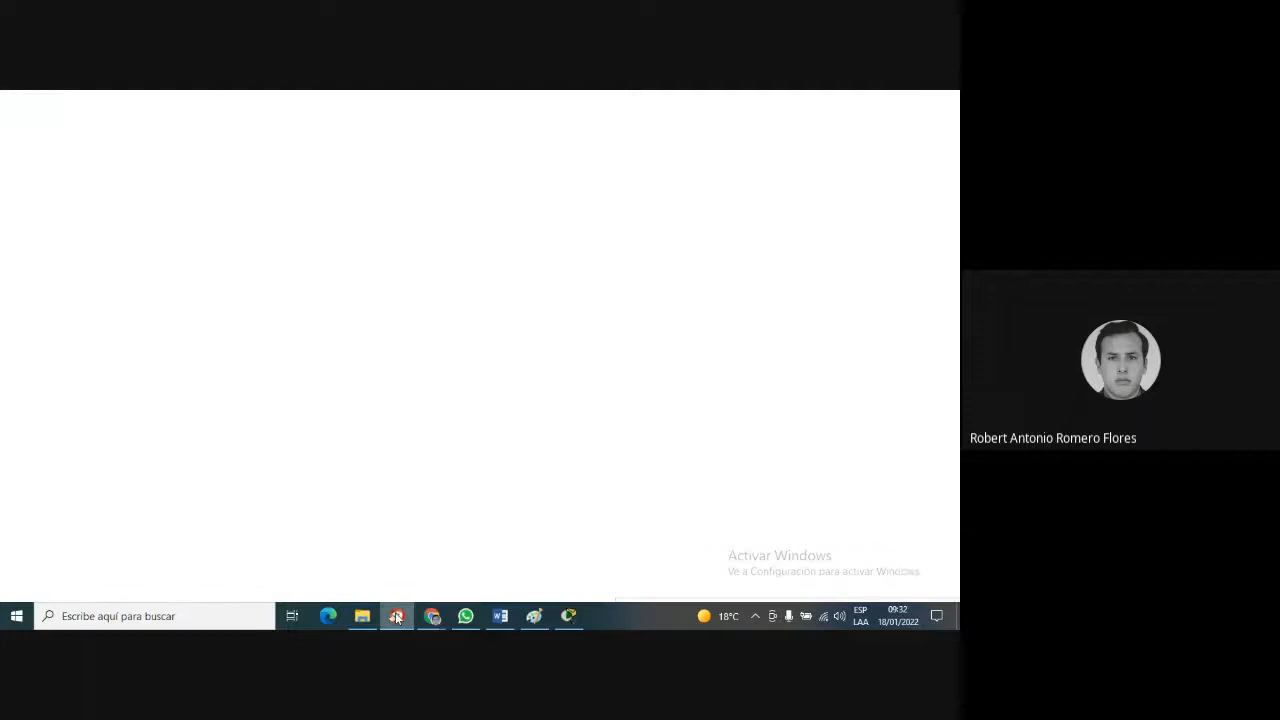 Activar Windows
Ve a Configuración para activar Windows.
Robert Antonio Romero Flores
Escribe aquí para buscar
18°C
ESP
LAA
09:32
18/01/2022